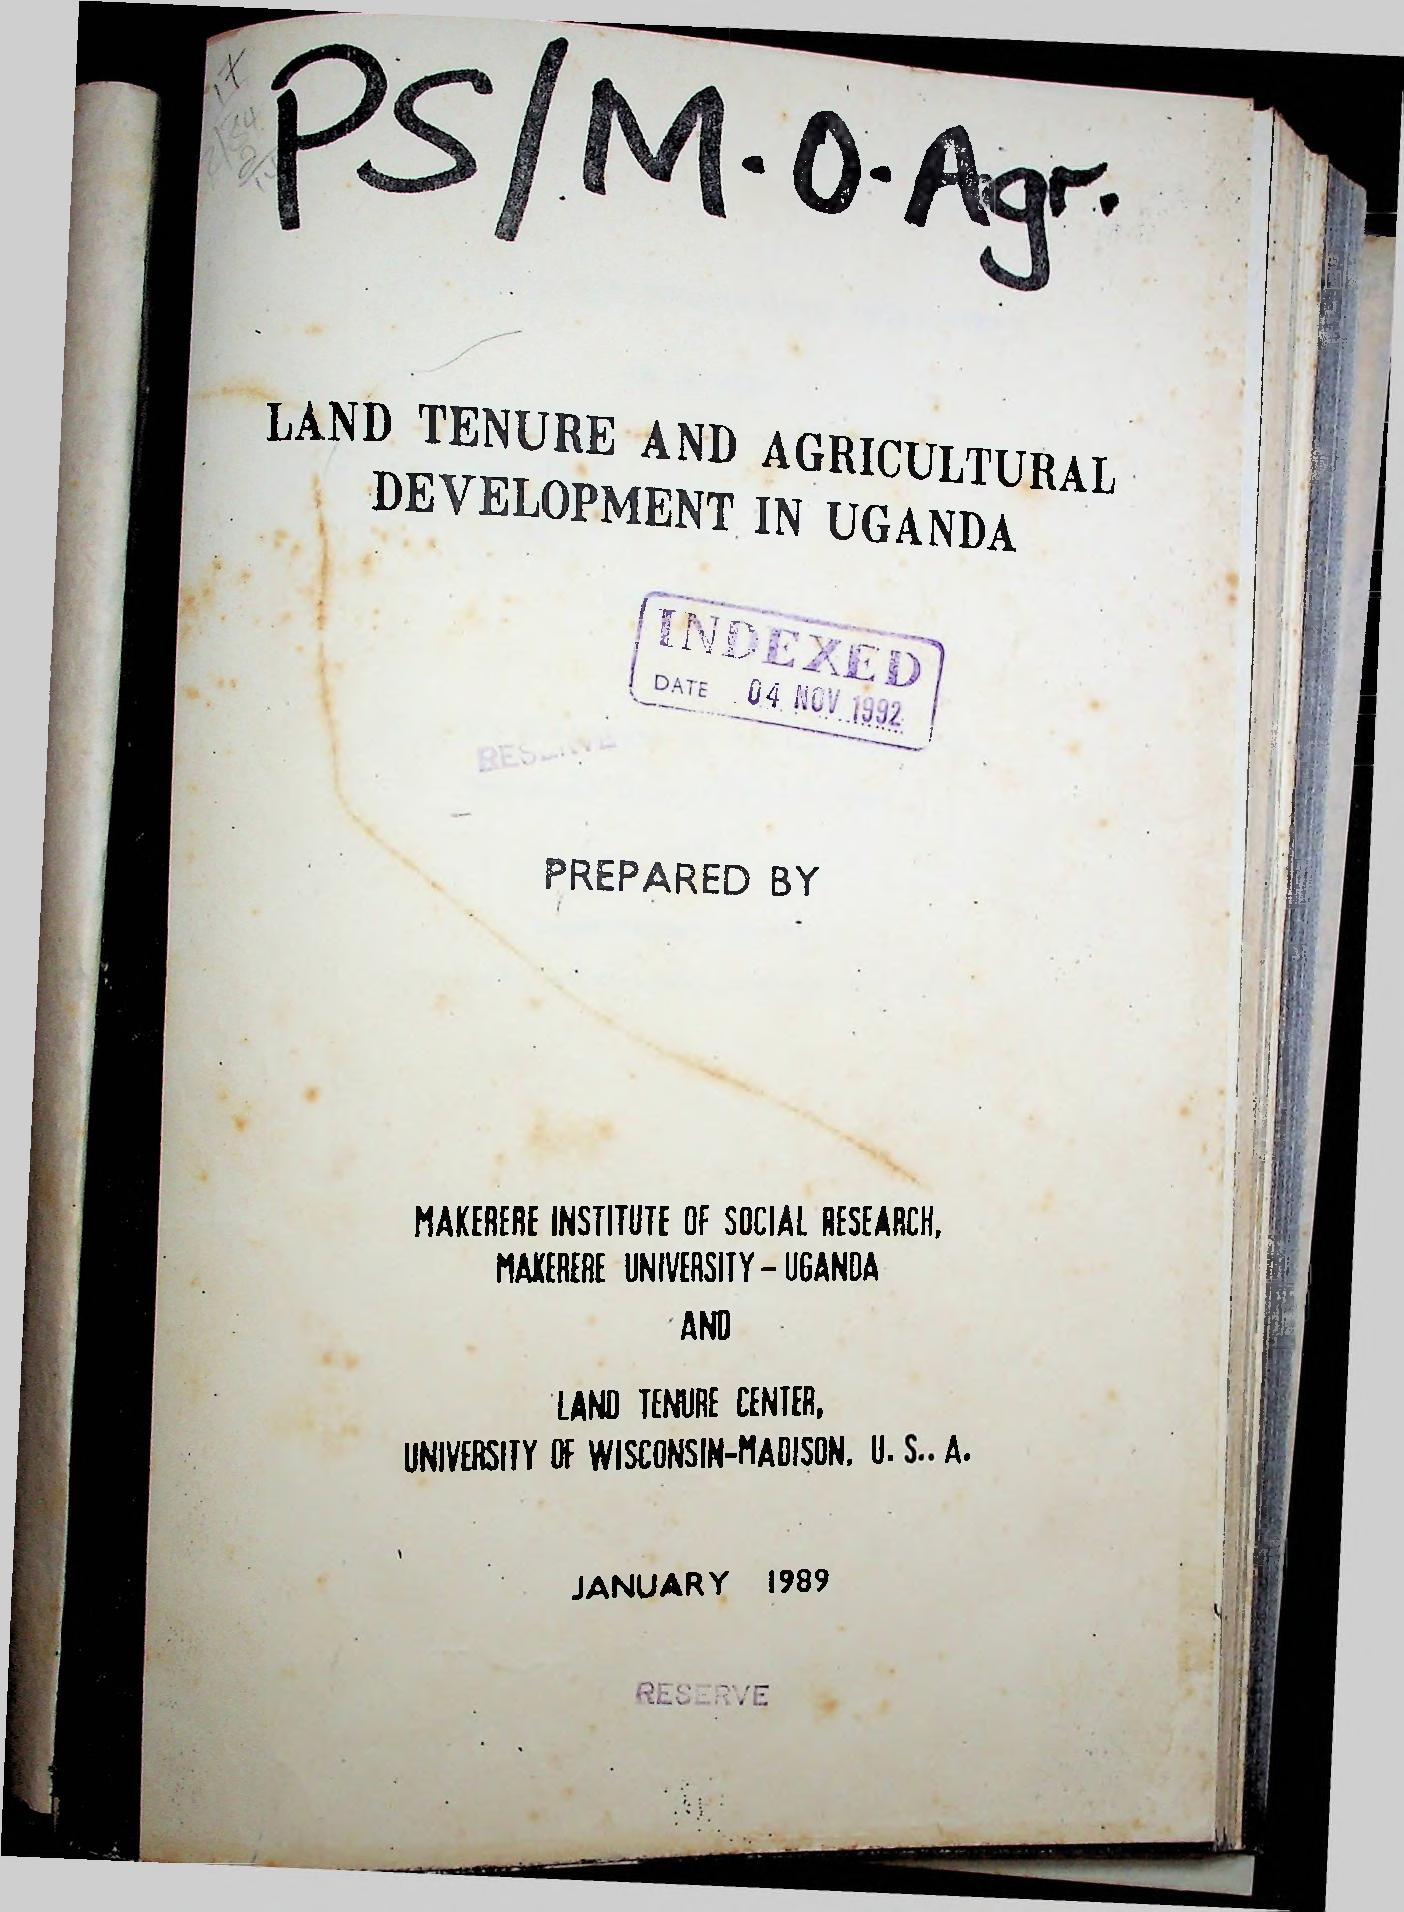 PS/M.O.Agr.
LAND TENURE AND AGRICULTURAL
DEVELOPMENT IN UGANDA
INDEXED
DATE 04 NOV 1992
RESERVE
PREPARED BY
MAKERERE INSTITUTE OF SOCIAL RESEARCH,
MAKERERE UNIVERSITY – UGANDA
AND
LAND TENURE CENTER,
UNIVERSITY OF WISCONSIN-MADISON. U. S.. A.
JANUARY 1989
RESERVE